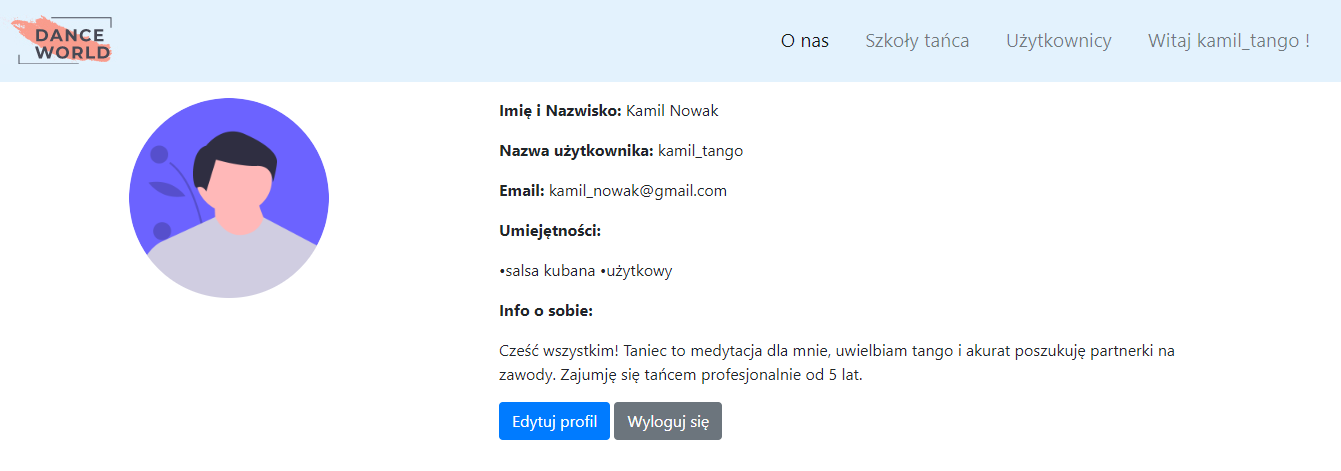 DANCE
WORLD
O nas Szkoły tańca Użytkownicy Witaj kamil_tango !
Imię i Nazwisko: Kamil Nowak
Nazwa użytkownika: kamil_tango
Email: kamil_nowak@gmail.com
Umiejętności:
•salsa kubana •użytkowy
Info o sobie:
Cześć wszystkim! Taniec to medytacja dla mnie, uwielbiam tango i akurat poszukuję partnerki na
zawody. Zajumję się tańcem profesjonalnie od 5 lat.
Edytuj profil Wyloguj się